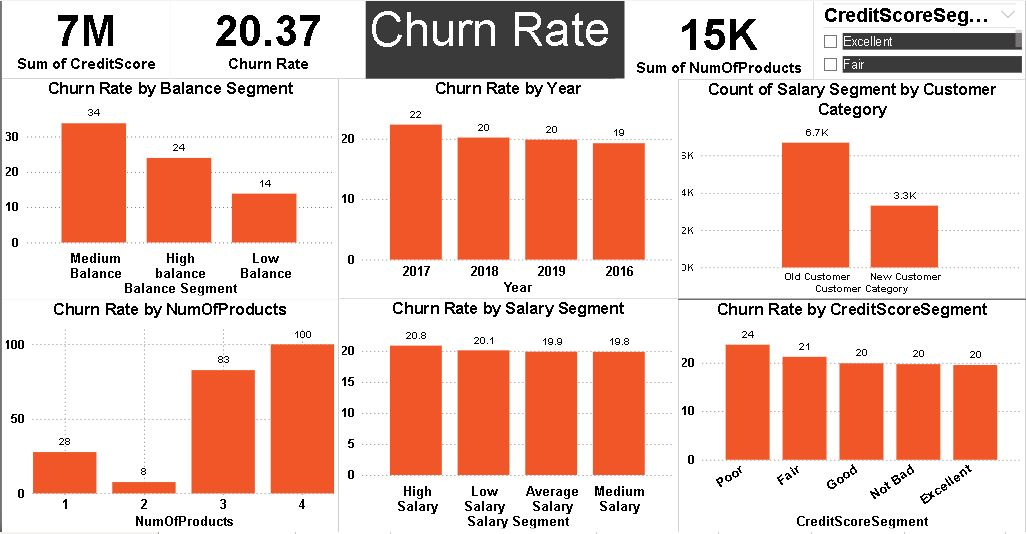 7M
Sum of CreditScore
20.37
Churn Rate
Churn Rate
15K
Sum of NumOfProducts
CreditScoreSeg...
Excellent
Fair
Churn Rate by Balance Segment
30
20
10
0
34
24
14
Medium Balance
High balance
Low Balance
Balance Segment
Churn Rate by Year
20
10
0
22
20
20
19
2017
2018
2019
2016
Year
Count of Salary Segment by Customer
Category
6K
4K
2K
0K
6.7K
3.3K
Old Customer
New Customer
Customer Category
Churn Rate by NumOfProducts
100
50
0
28
8
83
100
1
2
3
4
NumOfProducts
Churn Rate by Salary Segment
20
15
10
5
0
20.8
20.1
19.9
19.8
High Salary
Low Salary
Average Salary
Medium Salary
Salary Segment
Churn Rate by CreditScoreSegment
20
10
0
24
21
20
20
20
Poor
Fair
Good
Not Bad
Excellent
CreditScoreSegment